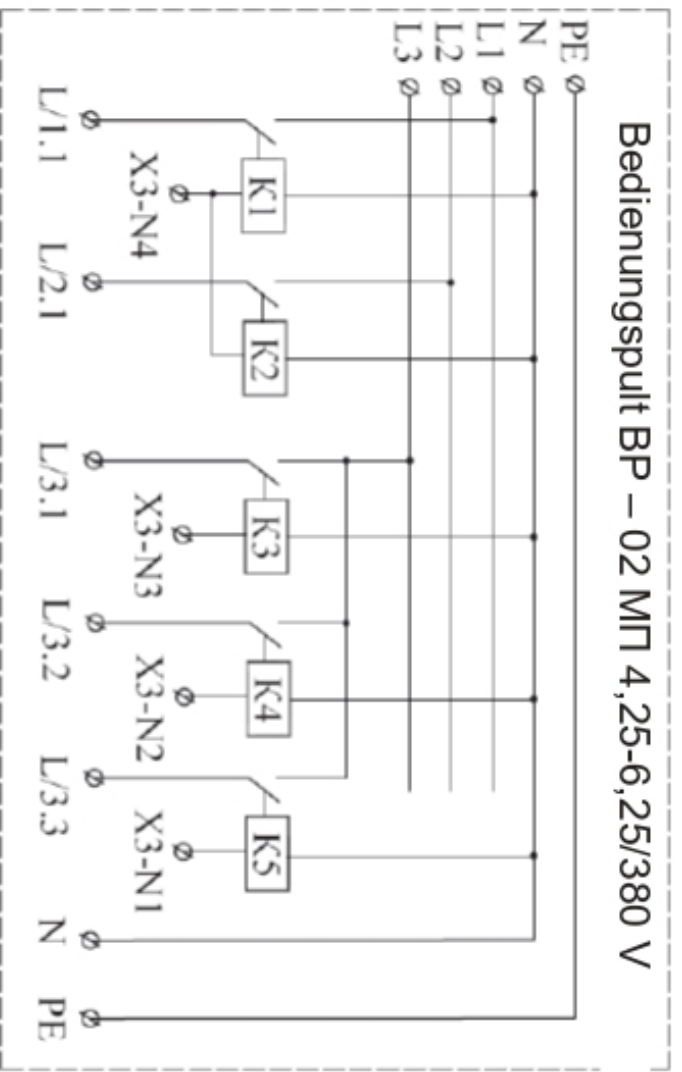 Bedienungspult BP – 02 МП 4,25-6,25/380 V
PE
N
L1
L2
L3
K1
K2
K3
K4
K5
X3-N4
X3-N3
X3-N2
X3-N1
L/1.1
L/2.1
L/3.1
L/3.2
L/3.3
N
PE